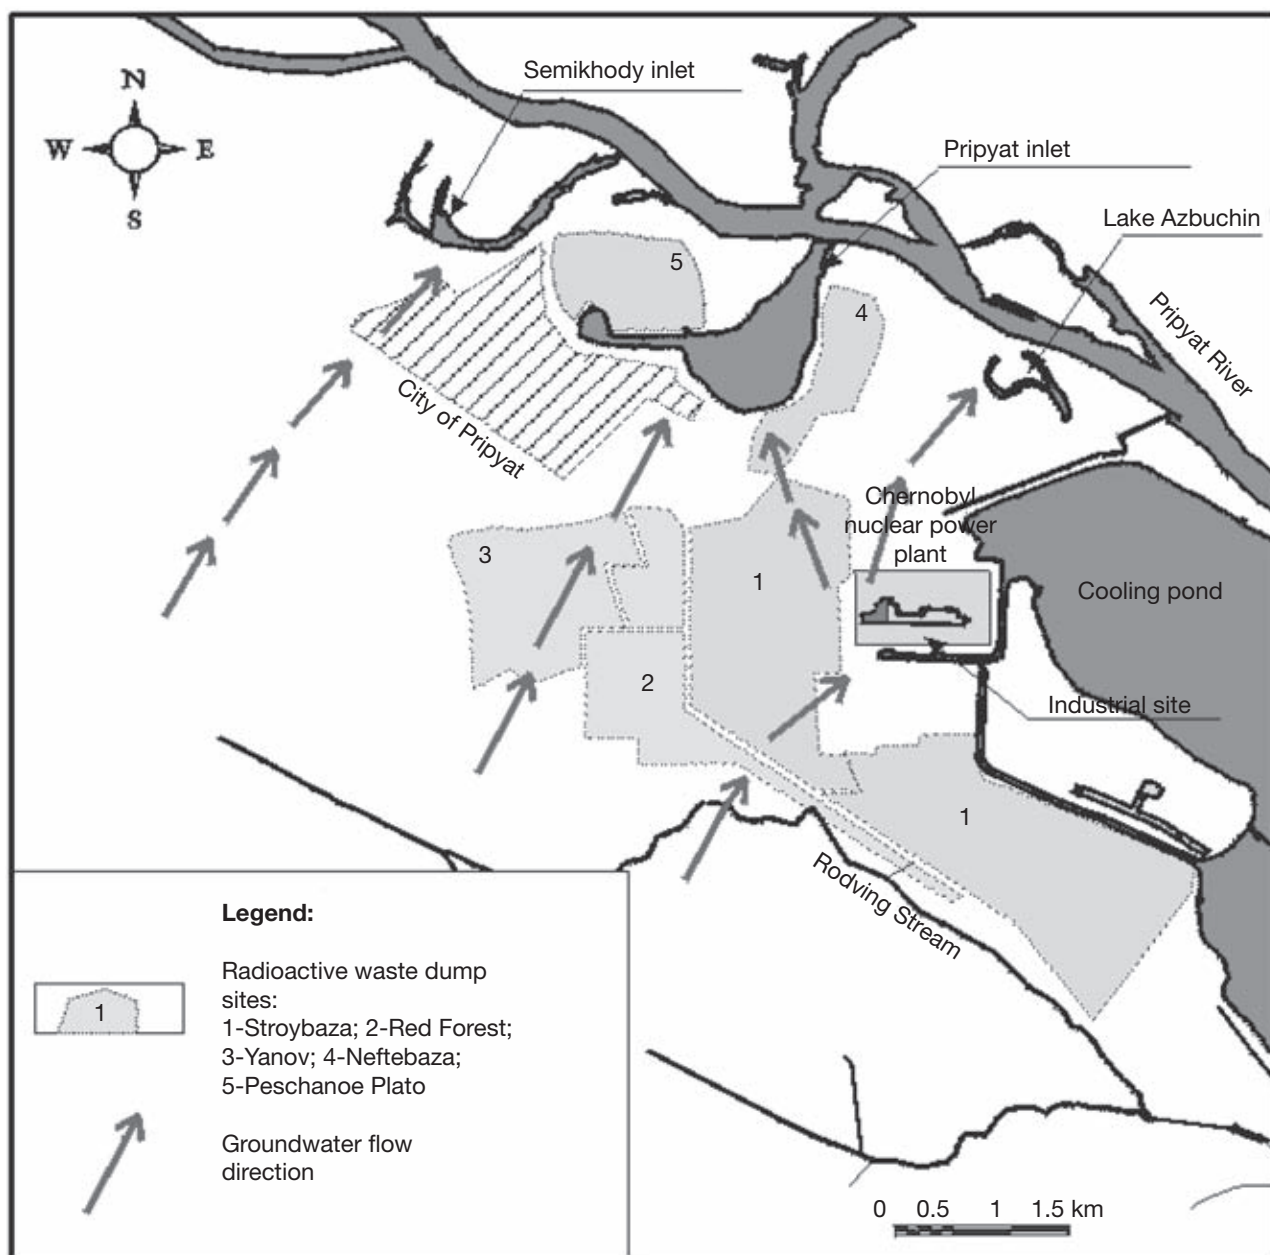 Semikhody inlet
N
Pripyat inlet
W
E
S
Lake Azbuchin
5
4
Pripyat River
City of Pripyat
Chernobyl
nuclear power
plant
3
1
Cooling pond
2
Industrial site
1
Rodving Stream
Legend:
Radioactive waste dump
sites:
1
1-Stroybaza; 2-Red Forest;
3-Yanov; 4-Neftebaza;
5-Peschanoe Plato
Groundwater flow
direction
0 0.5 1 1.5 km